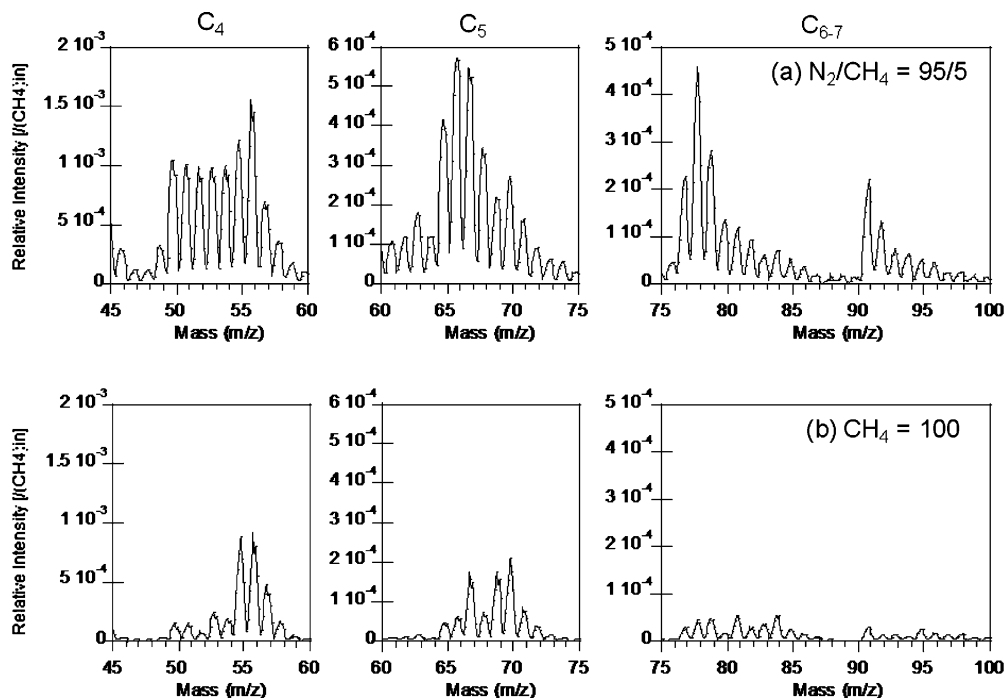 C4 C5 C6-7
(a) N2/CH4 = 95/5
Relative Intensity [/(CH4)in]
2 10-3
1.5 10-3
1 10-3
5 10-4
0
45 50 55 60
Mass (m/z)
6 10-4
5 10-4
4 10-4
3 10-4
2 10-4
1 10-4
0
60 65 70 75
Mass (m/z)
5 10-4
4 10-4
3 10-4
2 10-4
1 10-4
0
75 80 85 90 95 100
Mass (m/z)
(b) CH4 = 100
Relative Intensity [/(CH4)in]
2 10-3
1.5 10-3
1 10-3
5 10-4
0
45 50 55 60
Mass (m/z)
6 10-4
5 10-4
4 10-4
3 10-4
2 10-4
1 10-4
0
60 65 70 75
Mass (m/z)
5 10-4
4 10-4
3 10-4
2 10-4
1 10-4
0
75 80 85 90 95 100
Mass (m/z)